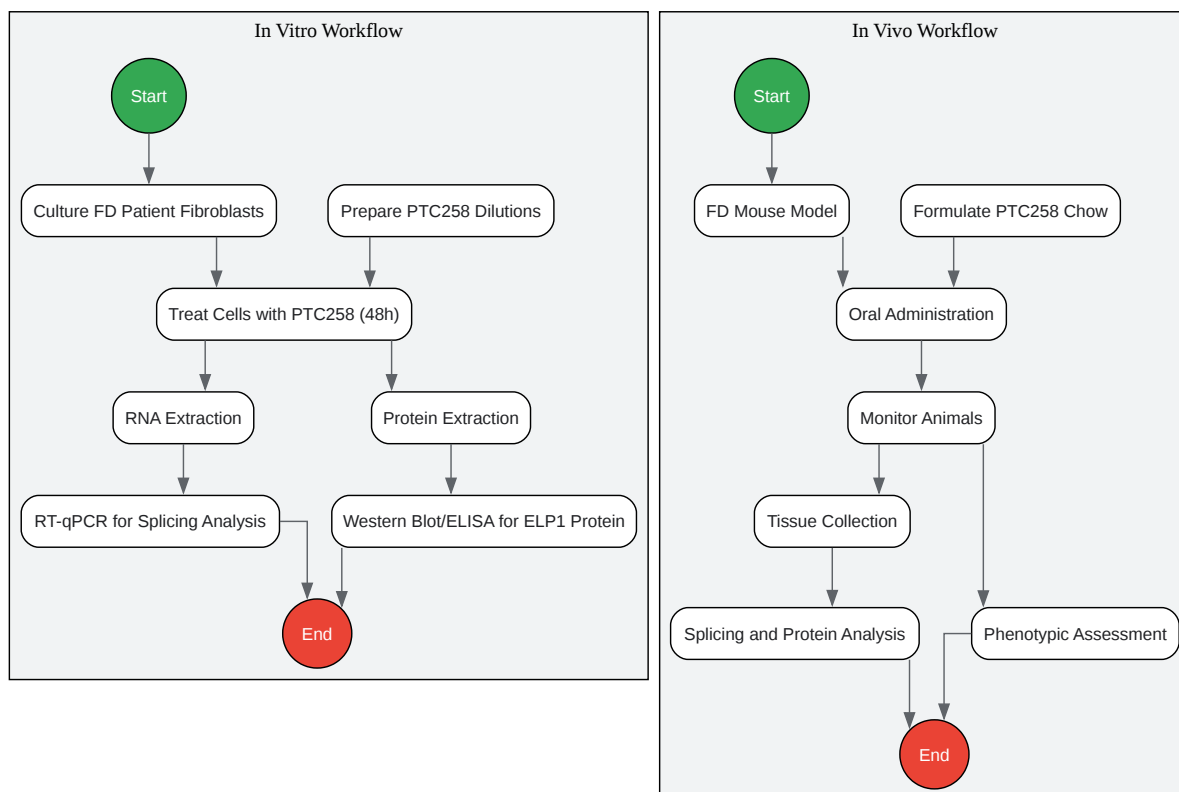 In Vitro Workflow
Start
Culture FD Patient Fibroblasts
Prepare PTC258 Dilutions
Treat Cells with PTC258 (48h)
RNA Extraction
Protein Extraction
RT-qPCR for Splicing Analysis
Western Blot/ELISA for ELP1 Protein
End
In Vivo Workflow
Start
FD Mouse Model
Formulate PTC258 Chow
Oral Administration
Monitor Animals
Tissue Collection
Splicing and Protein Analysis
Phenotypic Assessment
End